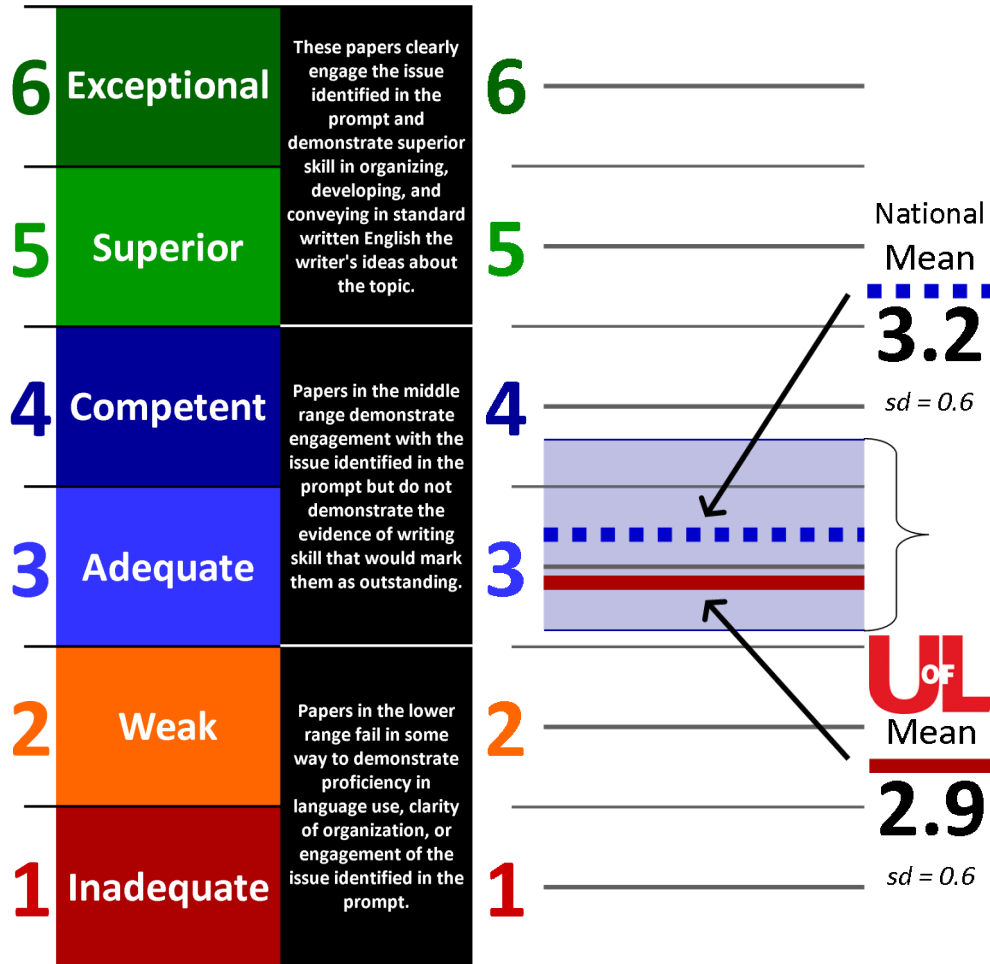 6
Exceptional
5
Superior
These papers clearly
engage the issue
identified in the
prompt and
demonstrate superior
skill in organizing,
developing, and
conveying in standard
written English the
writer's ideas about
the topic.
4
Competent
3
Adequate
Papers in the middle
range demonstrate
engagement with the
issue identified in the
prompt but do not
demonstrate the
evidence of writing
skill that would mark
them as outstanding.
2
Weak
1
Inadequate
Papers in the lower
range fail in some
way to demonstrate
proficiency in
language use, clarity
of organization, or
engagement of the
issue identified in the
prompt.
6
5
4
3
2
1
National
Mean
3.2
sd = 0.6
U OF L
Mean
2.9
sd = 0.6